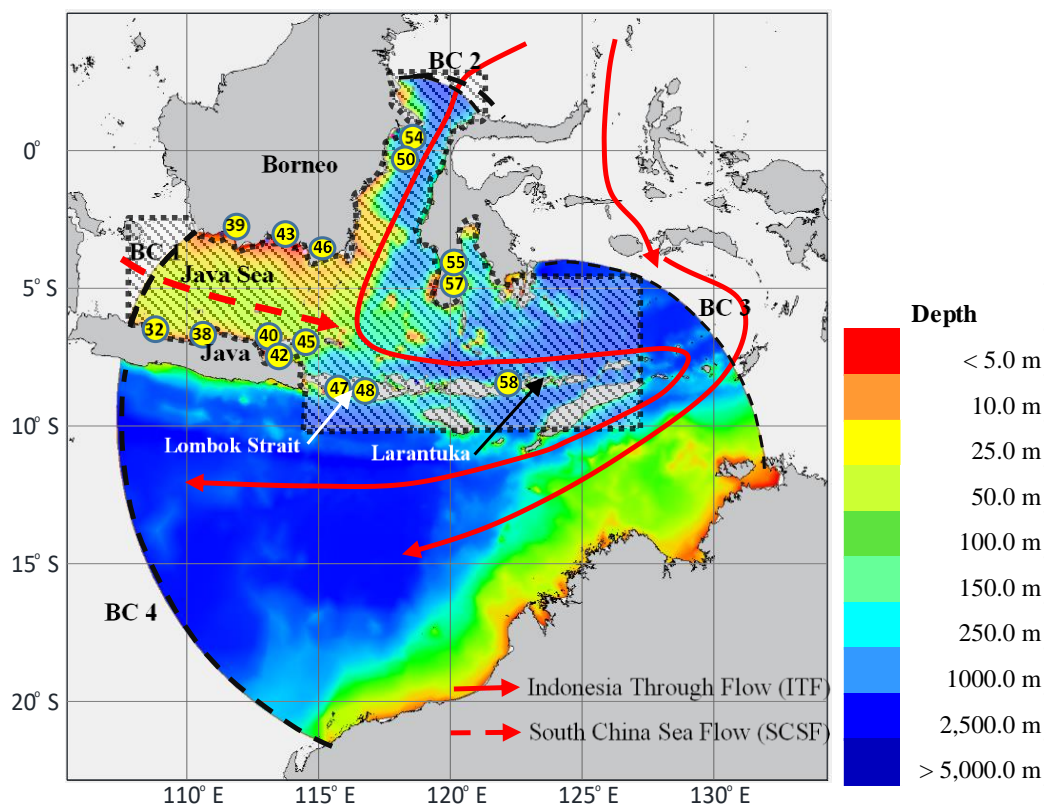 BC 2
54
0° 50
Borneo
39 43 46
BC 1
55
Java Sea
57
5° S
BC 3
32 38 40 45
Java 42
47 48 58
10° S
Lombok Strait
Larantuka
15° S
BC 4
20° S
Indonesia Through Flow (ITF)
South China Sea Flow (SCSF)
110° E 115° E 120° E 125° E 130° E
Depth
< 5.0 m
10.0 m
25.0 m
50.0 m
100.0 m
150.0 m
250.0 m
1000.0 m
2,500.0 m
> 5,000.0 m